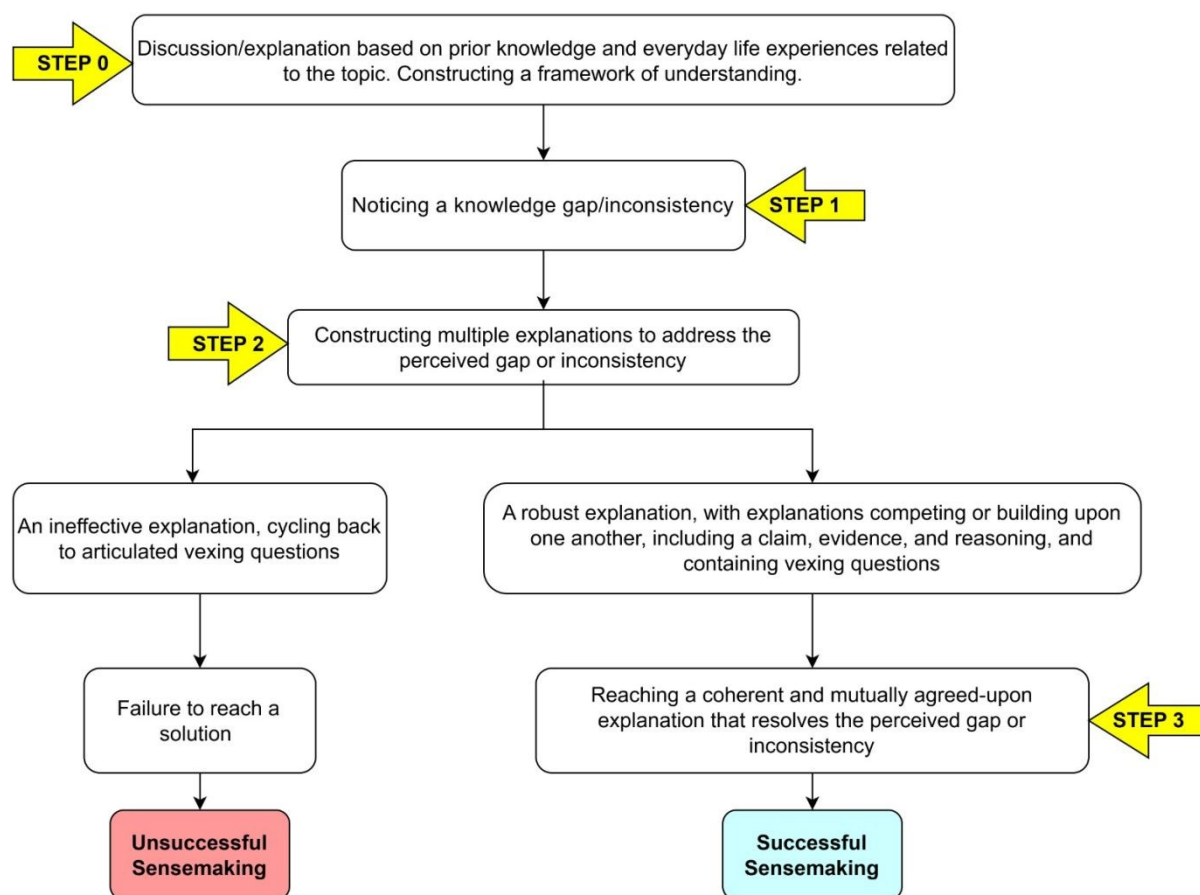 STEP 0
Discussion/explanation based on prior knowledge and everyday life experiences related
to the topic. Constructing a framework of understanding.
Noticing a knowledge gap/inconsistency
STEP 1
STEP 2
Constructing multiple explanations to address the
perceived gap or inconsistency
An ineffective explanation, cycling back
to articulated vexing questions
A robust explanation, with explanations competing or building upon
one another, including a claim, evidence, and reasoning, and
containing vexing questions
Failure to reach a
solution
Reaching a coherent and mutually agreed-upon
explanation that resolves the perceived gap or
inconsistency
STEP 3
Unsuccessful
Sensemaking
Successful
Sensemaking